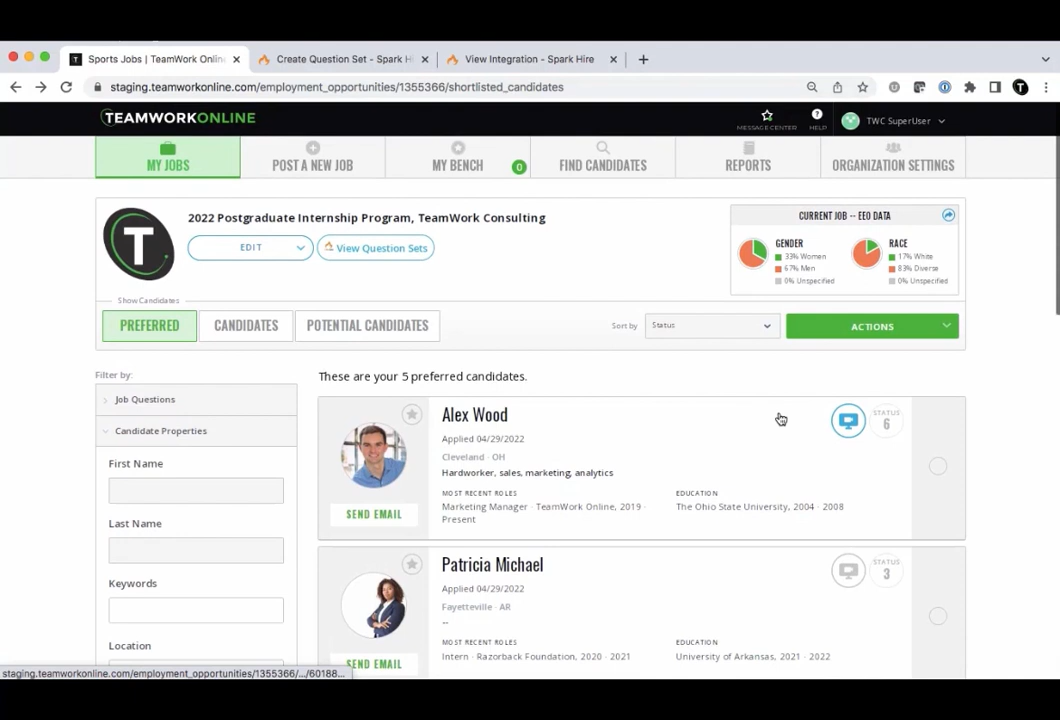 Sports Jobs | TeamWork Onlin
Create Question Set - Spark Hi
View Integration - Spark Hire
staging.teamworkonline.com/employment_opportunities/1355366/shortlisted_candidates
TEAMWORKONLINE
MESSAGE CENTER
HELP
TWC SuperUser
MY JOBS
POST A NEW JOB
MY BENCH
0
FIND CANDIDATES
REPORTS
ORGANIZATION SETTINGS
T
2022 Postgraduate Internship Program, TeamWork Consulting
EDIT
View Question Sets
CURRENT JOB -- EEO DATA
GENDER
33% Women
67% Men
0% Unspecified
RACE
17% White
83% Diverse
0% Unspecified
Show Candidates
PREFERRED
CANDIDATES
POTENTIAL CANDIDATES
Sort by
Status
ACTIONS
Filter by:
Job Questions
Candidate Properties
First Name
Last Name
Keywords
Location
These are your 5 preferred candidates.
Alex Wood
Applied 04/29/2022
Cleveland · OH
Hardworker, sales, marketing, analytics
MOST RECENT ROLES
Marketing Manager · TeamWork Online, 2019 ·
Present
EDUCATION
The Ohio State University, 2004 · 2008
STATUS
6
SEND EMAIL
Patricia Michael
Applied 04/29/2022
Fayetteville · AR
--
MOST RECENT ROLES
Intern · Razorback Foundation, 2020 · 2021
EDUCATION
University of Arkansas, 2021 · 2022
STATUS
3
SEND EMAIL
staging.teamworkonline.com/employment_opportunities/1355366/.../60188...